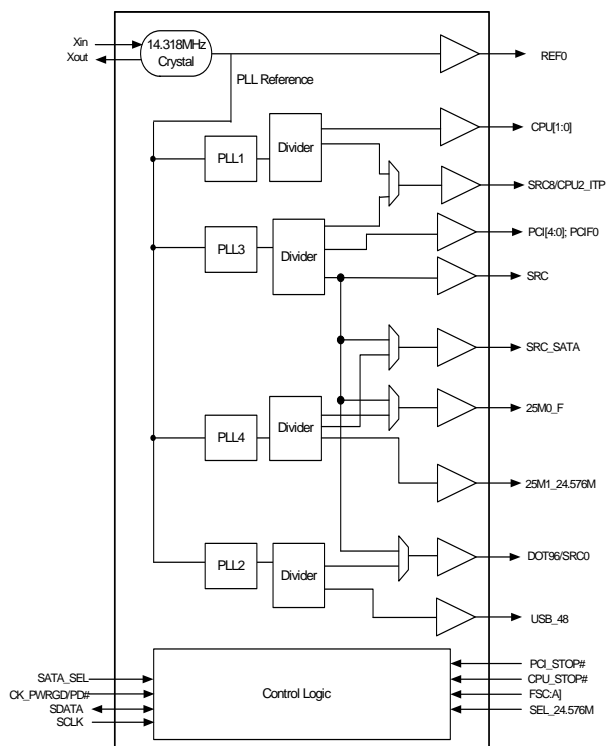 Xin
Xout
14.318MHz
Crystal
REF0
PLL Reference
CPU[1:0]
PLL1
Divider
SRC8/CPU2_ITP
PCI[4:0]; PCIF0
PLL3
Divider
SRC
SRC_SATA
25M0_F
PLL4
Divider
25M1_24.576M
DOT96/SRC0
PLL2
Divider
USB_48
Control Logic
SATA_SEL
CK_PWRGD/PD#
SDATA
SCLK
PCI_STOP#
CPU_STOP#
FSC:A]
SEL_24.576M